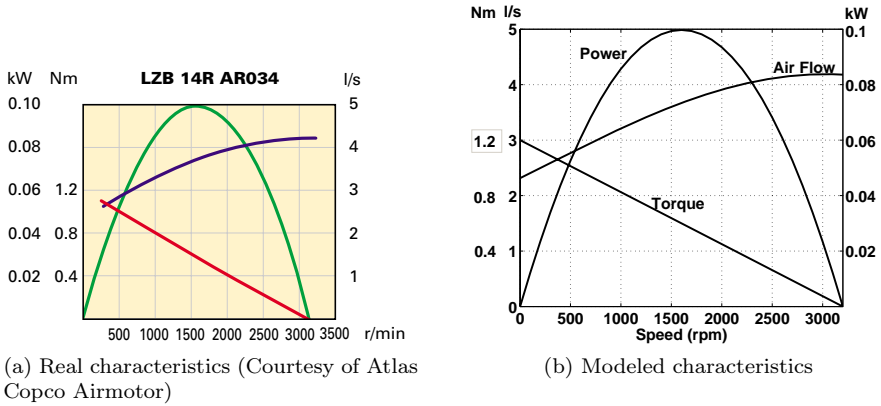 kW Nm LZB 14R AR034 l/s
0.10 5
0.08 4
0.06 1.2 3
0.04 0.8 2
0.02 0.4 1
500 1000 1500 2000 2500 3000 3500 r/min
(a) Real characteristics (Courtesy of Atlas
Copco Airmotor)
Nm l/s kW
5 0.1
Power
Air Flow
4 0.08
1.2 3 0.06
Torque
0.8 2 0.04
0.4 1 0.02
0
0 500 1000 1500 2000 2500 3000
Speed (rpm)
(b) Modeled characteristics